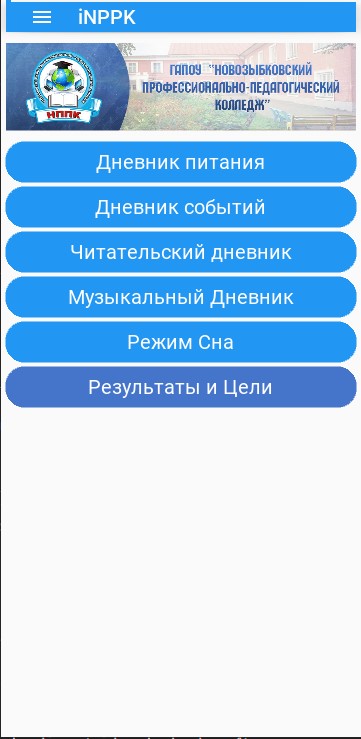 iNPPK
ГАПОУ "НОВОЗЫБКОВСКИЙ
ПРОФЕССИОНАЛЬНО-ПЕДАГОГИЧЕСКИЙ
КОЛЛЕДЖ"
НППК
Дневник питания
Дневник событий
Читательский дневник
Музыкальный Дневник
Режим Сна
Результаты и Цели